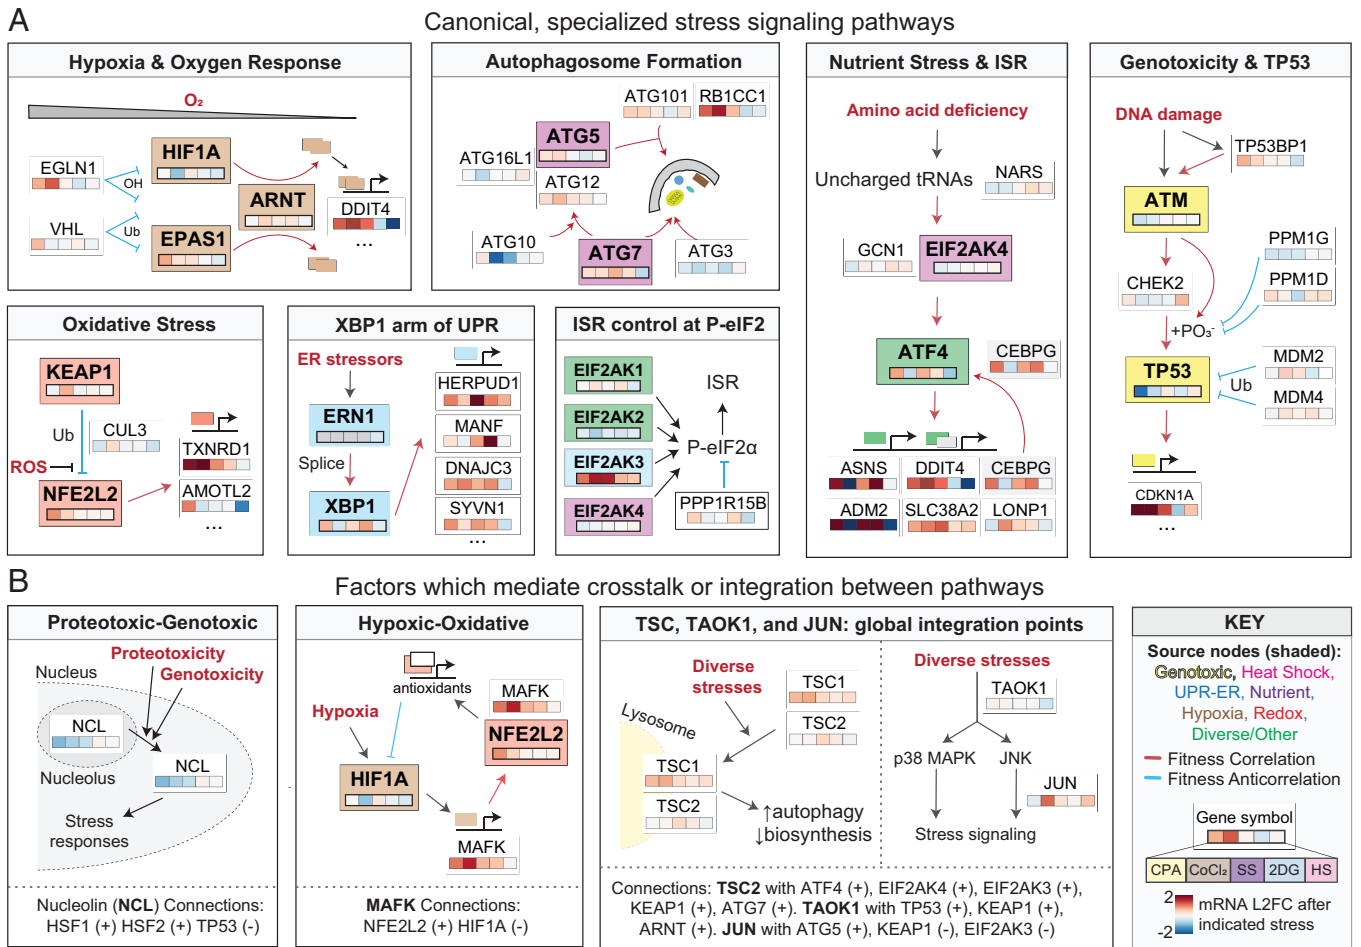 A
Canonical, specialized stress signaling pathways
Hypoxia & Oxygen Response
O₂
EGLN1
OH
HIF1A
VHL
Ub
EPAS1
ARNT
DDIT4
...
Autophagosome Formation
ATG101
RB1CC1
ATG5
ATG16L1
ATG12
ATG10
ATG7
ATG3
Nutrient Stress & ISR
Amino acid deficiency
Uncharged tRNAs
NARS
GCN1
EIF2AK4
ATF4
CEBPG
ASNS
DDIT4
CEBPG
ADM2
SLC38A2
LONP1
Genotoxicity & TP53
DNA damage
TP53BP1
ATM
PPM1G
CHEK2
PPM1D
+PO₃⁻
TP53
MDM2
Ub
MDM4
CDKN1A
...
Oxidative Stress
KEAP1
Ub
CUL3
ROS
NFE2L2
TXNRD1
AMOTL2
...
XBP1 arm of UPR
ER stressors
ERN1
Splice
XBP1
HERPUD1
MANF
DNAJC3
SYVN1
...
ISR control at P-eIF2
EIF2AK1
ISR
EIF2AK2
P-eIF2α
EIF2AK3
PPP1R15B
EIF2AK4
B
Factors which mediate crosstalk or integration between pathways
Proteotoxic-Genotoxic
Proteotoxicity
Nucleus
Genotoxicity
NCL
NCL
Nucleolus
Stress
responses
Nucleolin (NCL) Connections:
HSF1 (+) HSF2 (+) TP53 (-)
Hypoxic-Oxidative
antioxidants
MAFK
Hypoxia
NFE2L2
HIF1A
MAFK
MAFK Connections:
NFE2L2 (+) HIF1A (-)
TSC, TAOK1, and JUN: global integration points
Diverse
stresses
TSC1
TSC2
Lysosome
TSC1
TSC2
↑autophagy
↓biosynthesis
Diverse stresses
TAOK1
p38 MAPK
JNK
JUN
Stress signaling
Connections: TSC2 with ATF4 (+), EIF2AK4 (+), EIF2AK3 (+),
KEAP1 (+), ATG7 (+). TAOK1 with TP53 (+), KEAP1 (+),
ARNT (+). JUN with ATG5 (+), KEAP1 (-), EIF2AK3 (-)
KEY
Source nodes (shaded):
Genotoxic, Heat Shock,
UPR-ER, Nutrient,
Hypoxia, Redox,
Diverse/Other
Fitness Correlation
Fitness Anticorrelation
Gene symbol
CPA CoCl₂ SS 2DG HS
2
mRNA L2FC after
indicated stress
-2